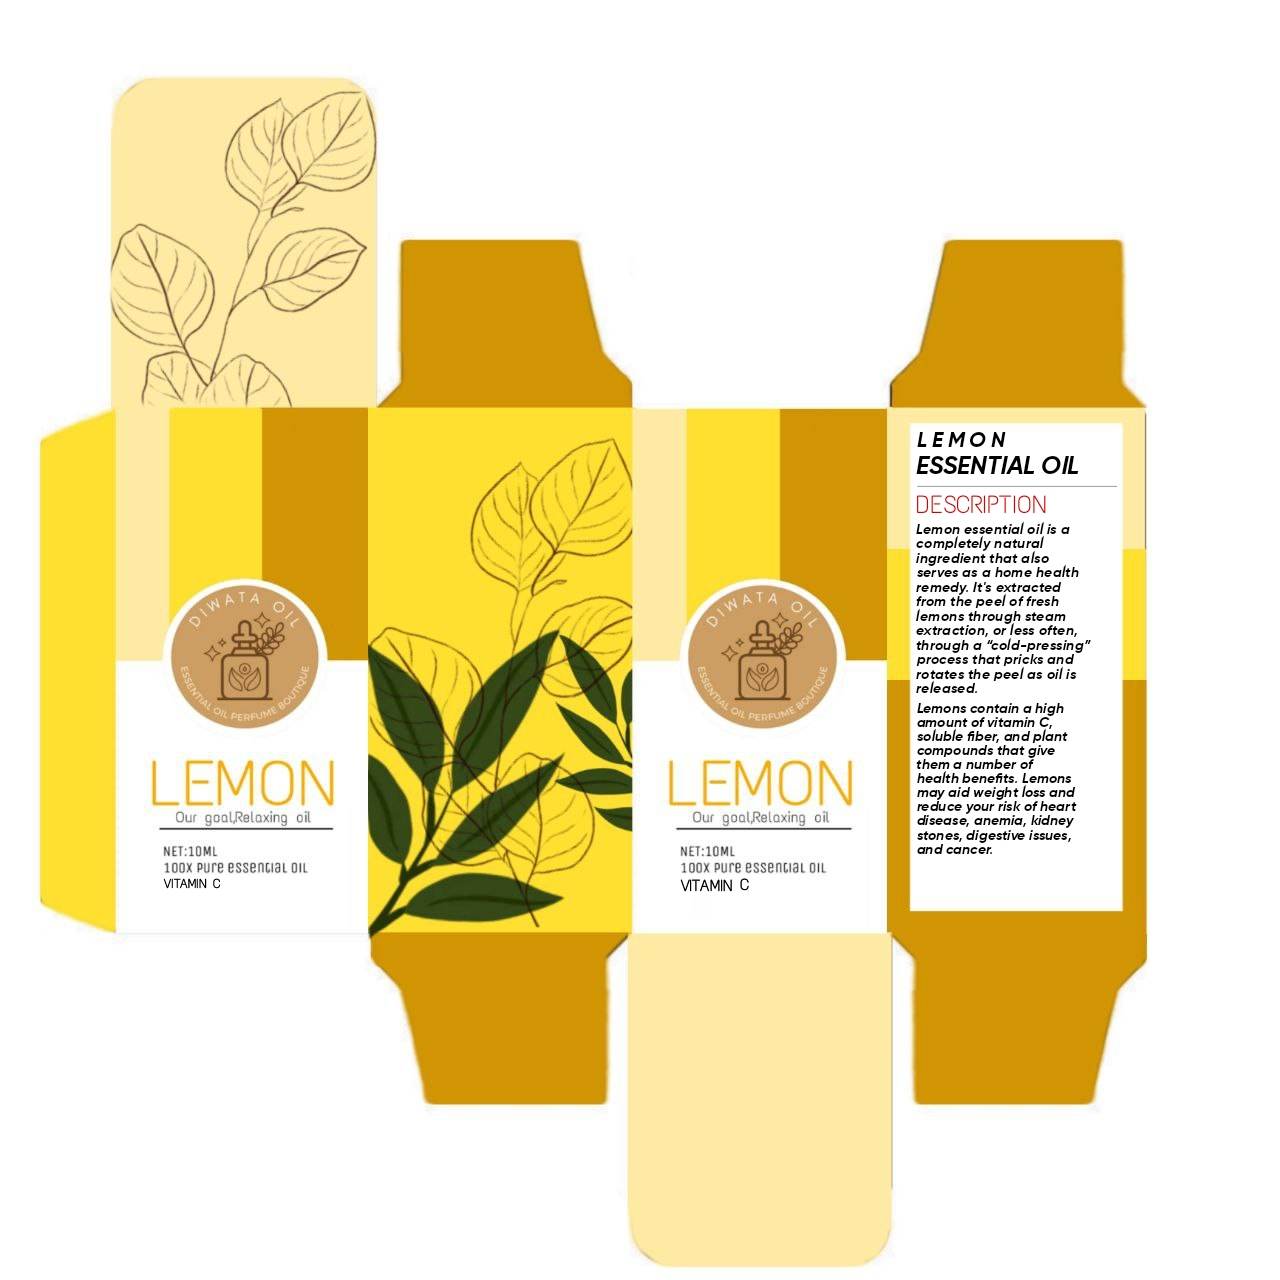 DIWATA OIL
ESSENTIAL OIL PERFUME BOUTIQUE
LEMON
Our goal,Relaxing oil
NET:10ML
100X Pure essencial OIL
VITAMIN C
DIWATA OIL
ESSENTIAL OIL PERFUME BOUTIQUE
LEMON
Our goal,Relaxing oil
NET:10ML
100X Pure essencial OIL
VITAMIN C
LEMON
ESSENTIAL OIL
DESCRIPTION
Lemon essential oil is a
completely natural
ingredient that also
serves as a home health
remedy. It's extracted
from the peel of fresh
lemons through steam
extraction, or less often,
through a “cold-pressing”
process that pricks and
rotates the peel as oil is
released.
Lemons contain a high
amount of vitamin C,
soluble fiber, and plant
compounds that give
them a number of
health benefits. Lemons
may aid weight loss and
reduce your risk of heart
disease, anemia, kidney
stones, digestive issues,
and cancer.